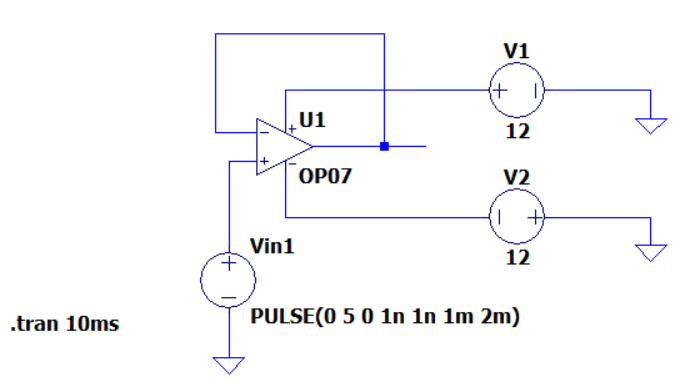 V1
12
U1
OP07
V2
12
Vin1
PULSE(0 5 0 1n 1n 1m 2m)
.tran 10ms